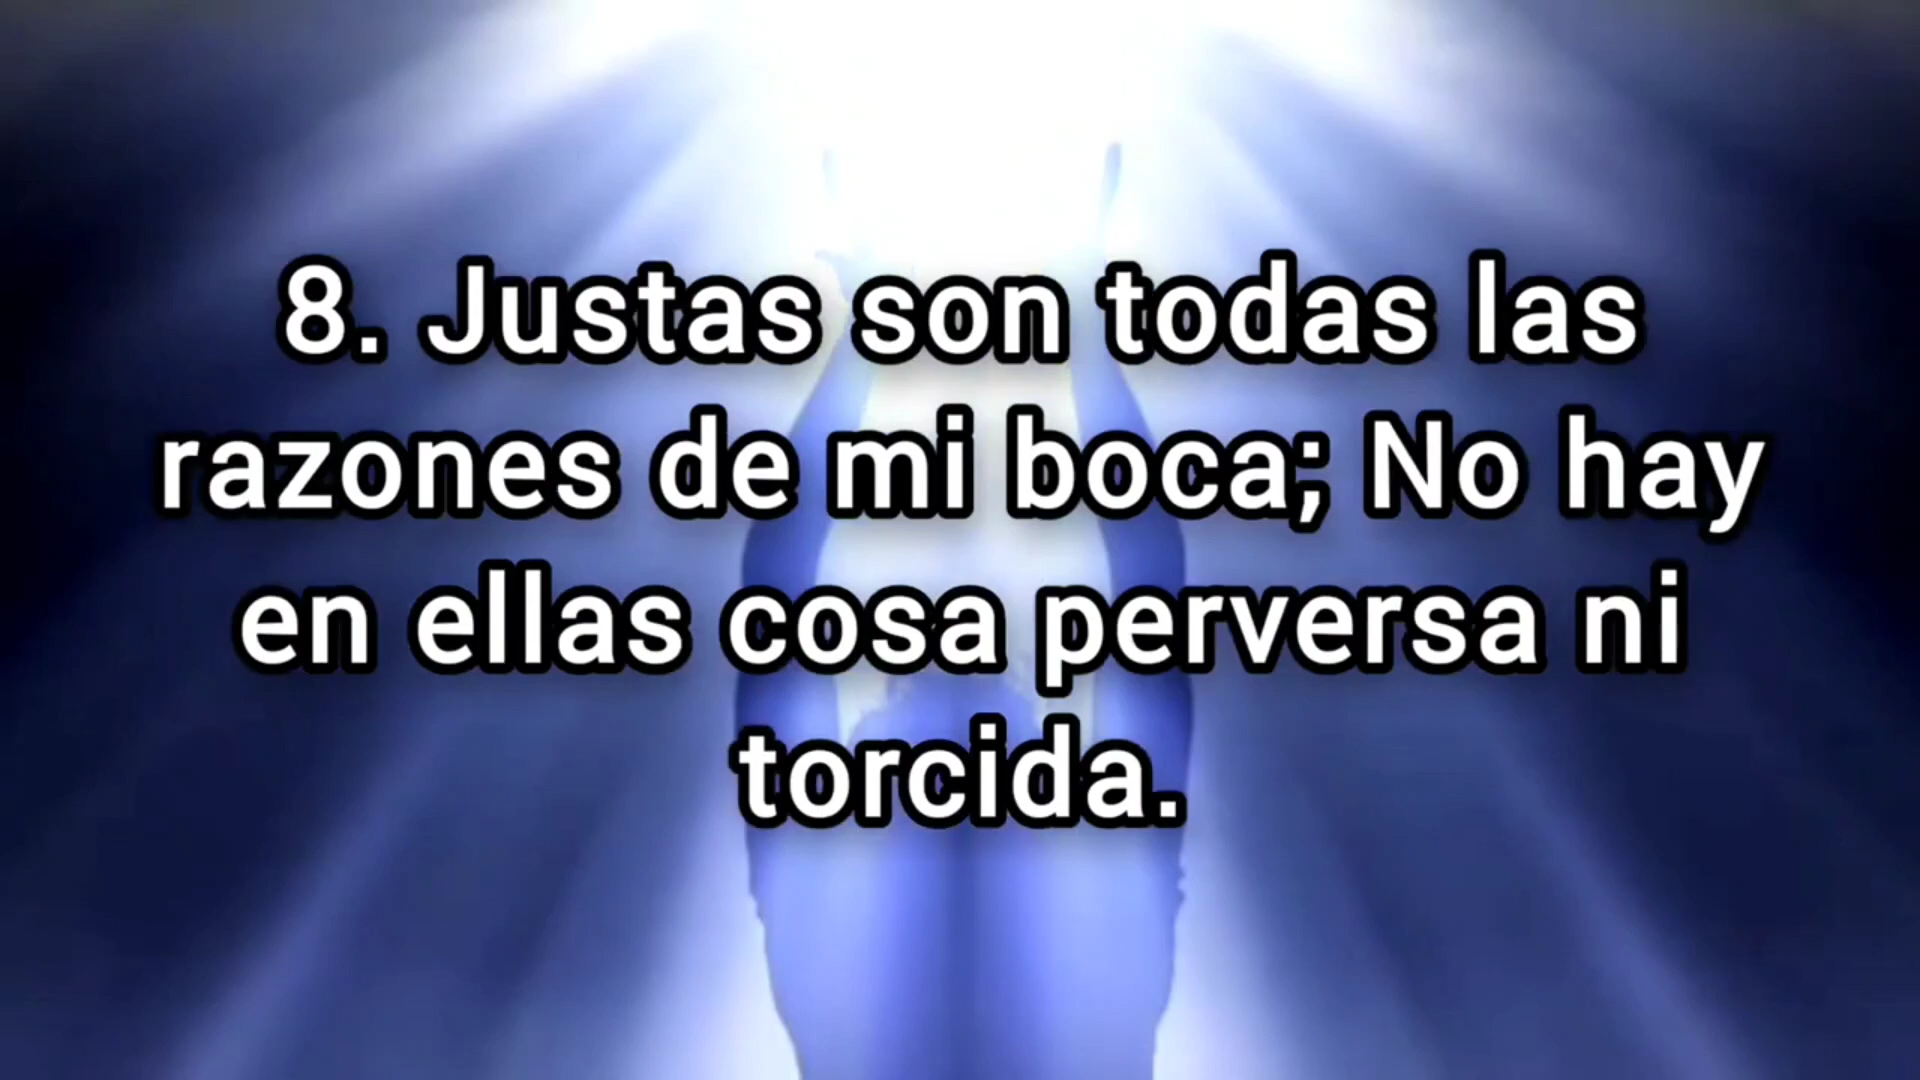 8. Justas son todas las
razones de mi boca; No hay
en ellas cosa perversa ni
torcida.